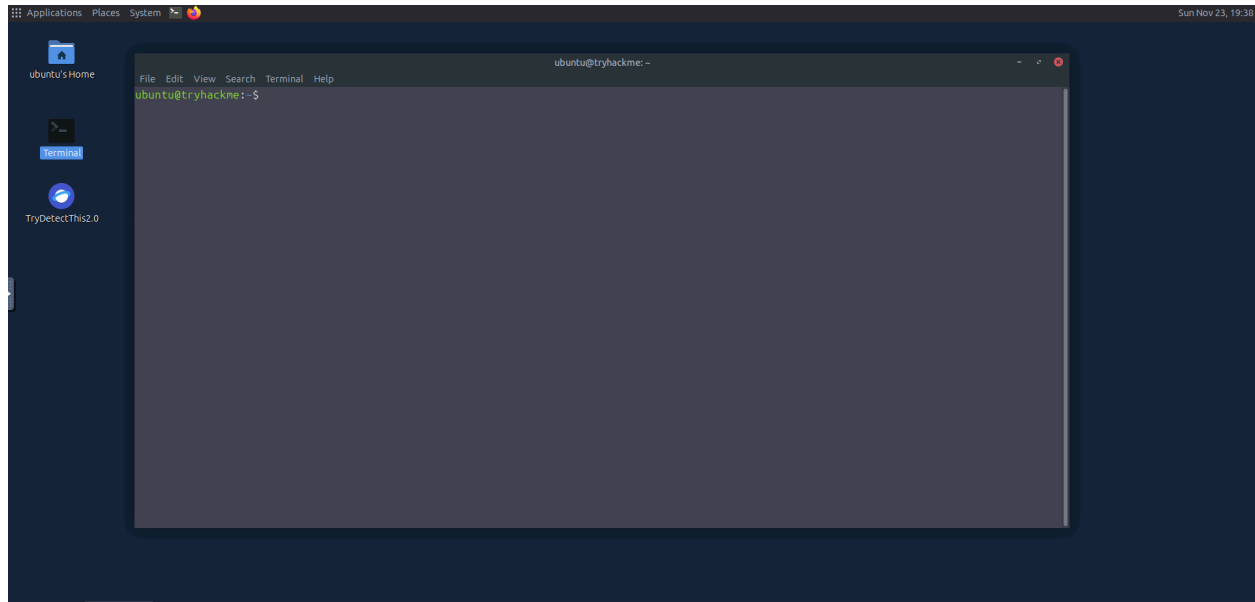 Applications Places System
Sun Nov 23, 19:38
ubuntu's Home
Terminal
TryDetectThis2.0
ubuntu@tryhackme: ~
File Edit View Search Terminal Help
ubuntu@tryhackme:~$